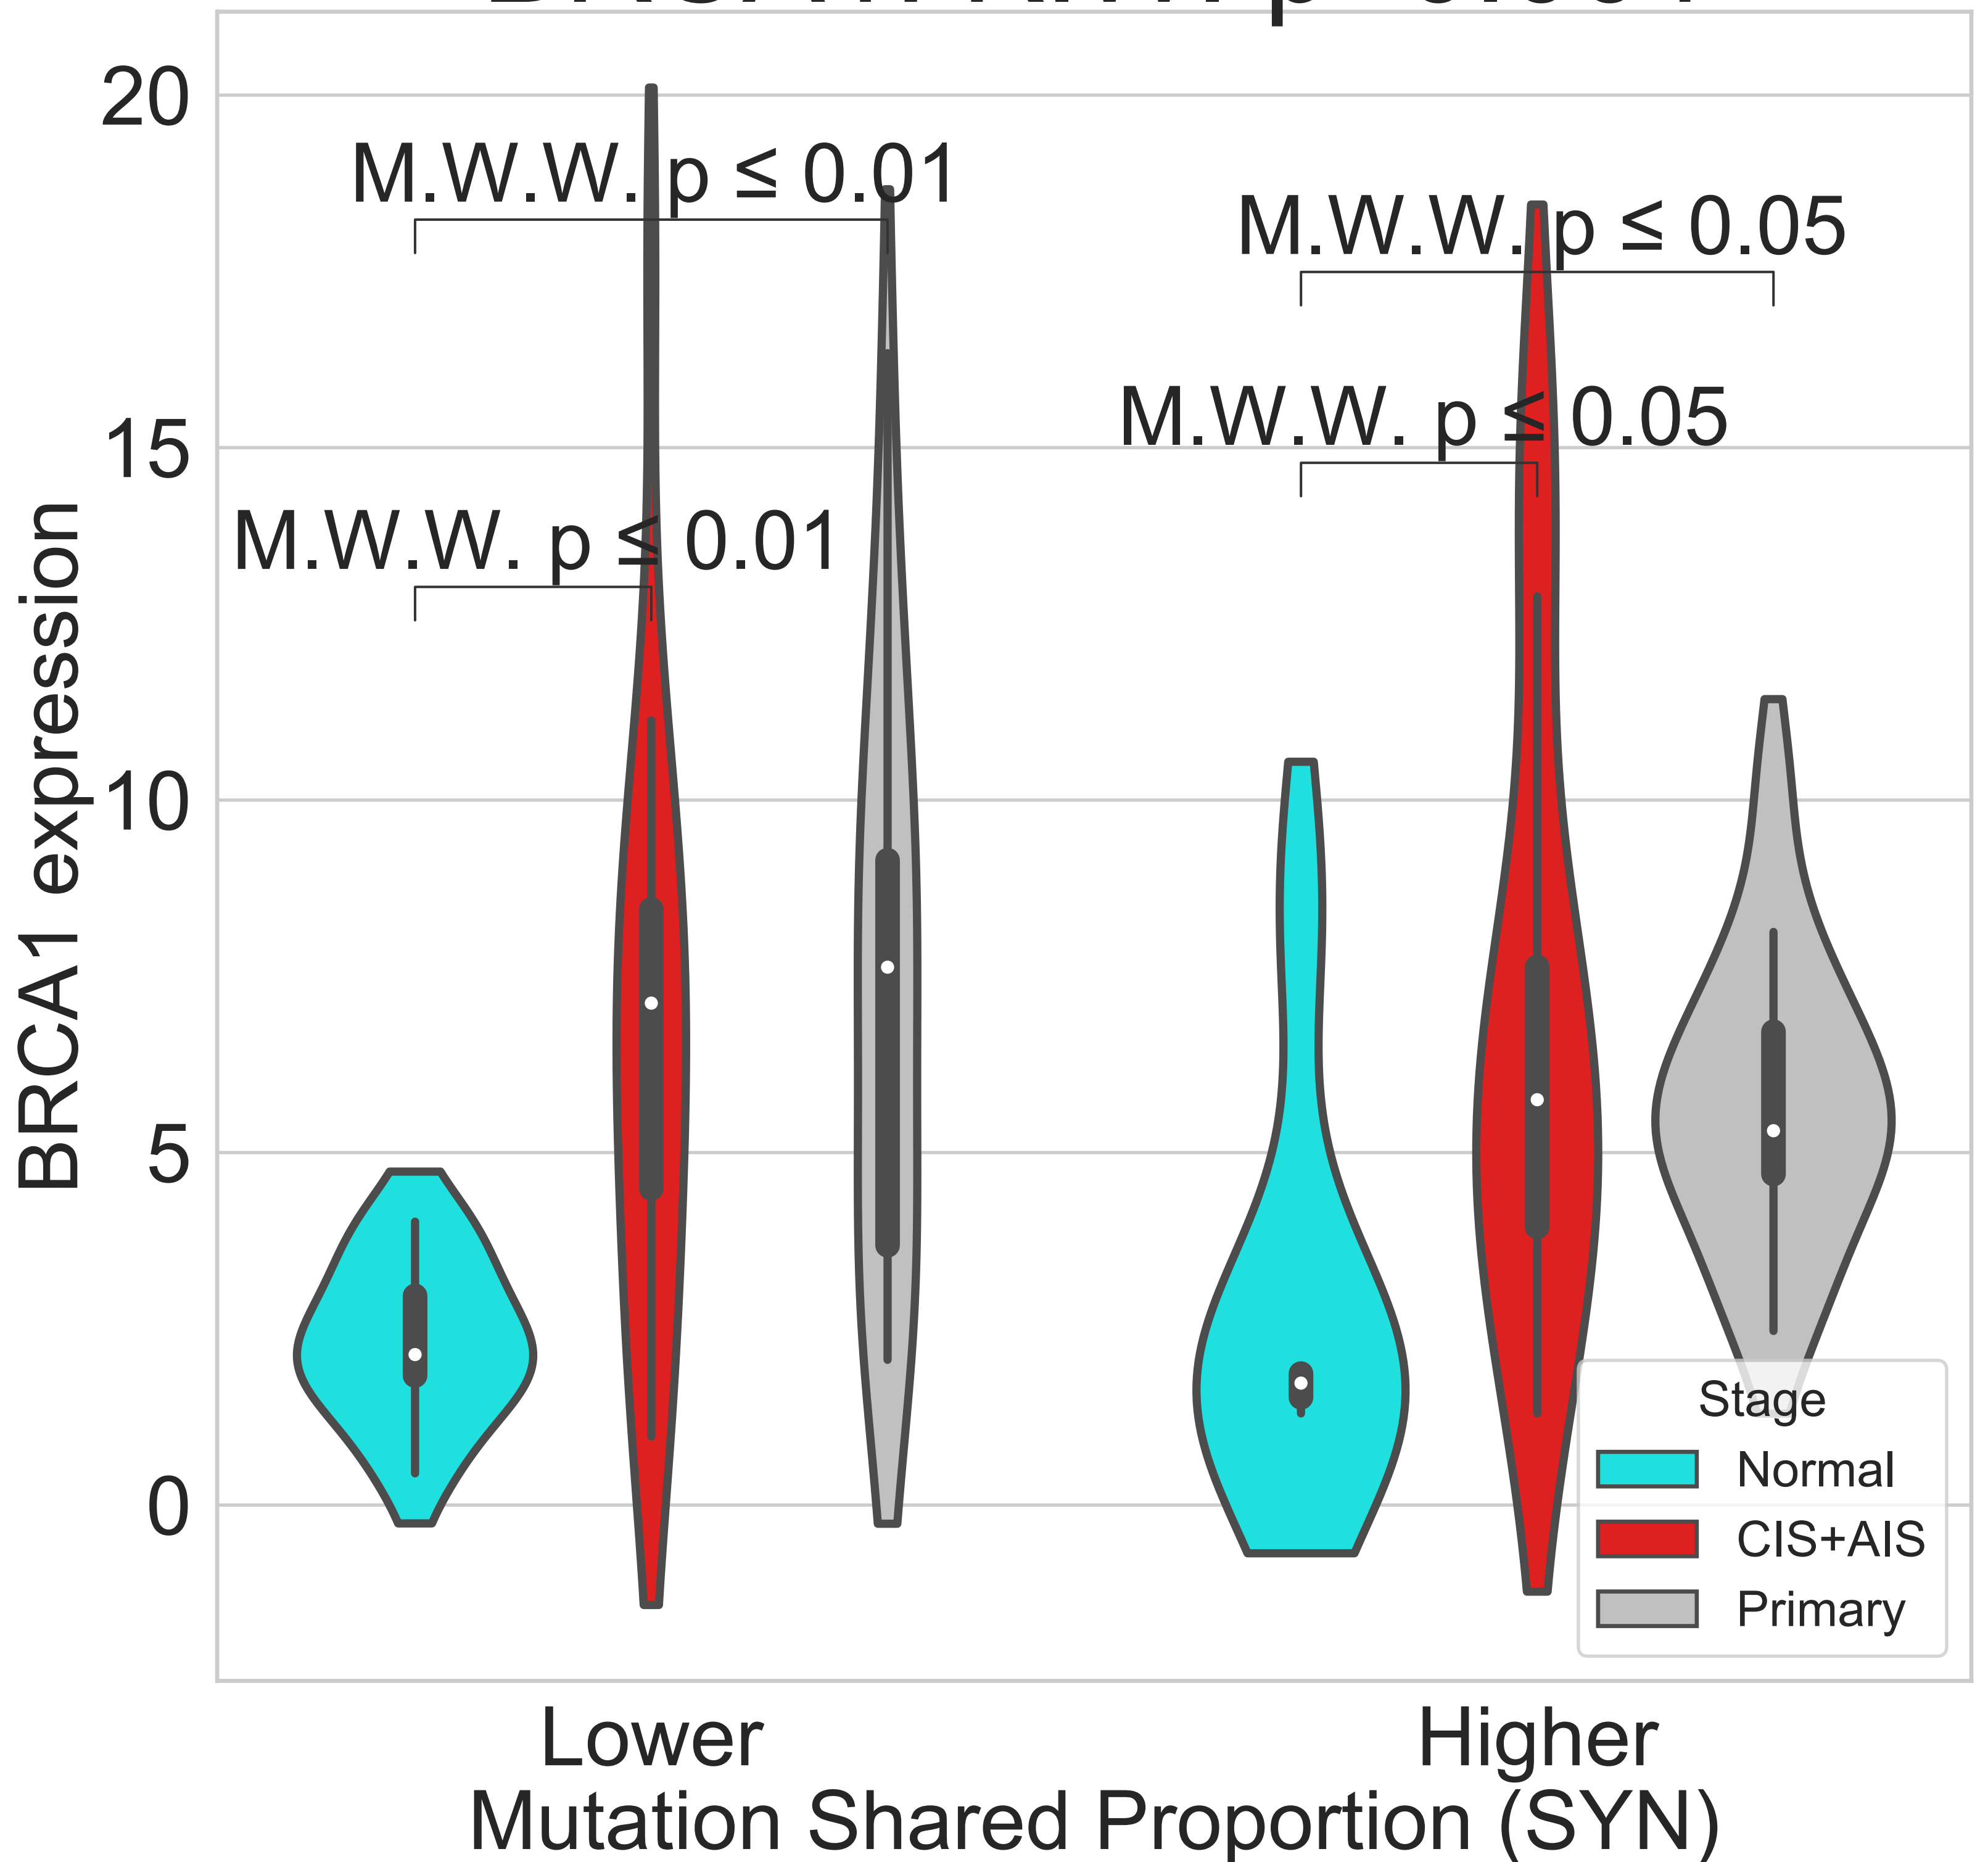 20
15
10
5
0
BRCA1 expression
M.W.W. p ≤ 0.01
M.W.W. p ≤ 0.05
M.W.W. p ≤ 0.05
M.W.W. p ≤ 0.01
Stage
Normal
CIS+AIS
Primary
Lower
Higher
Mutation Shared Proportion (SYN)